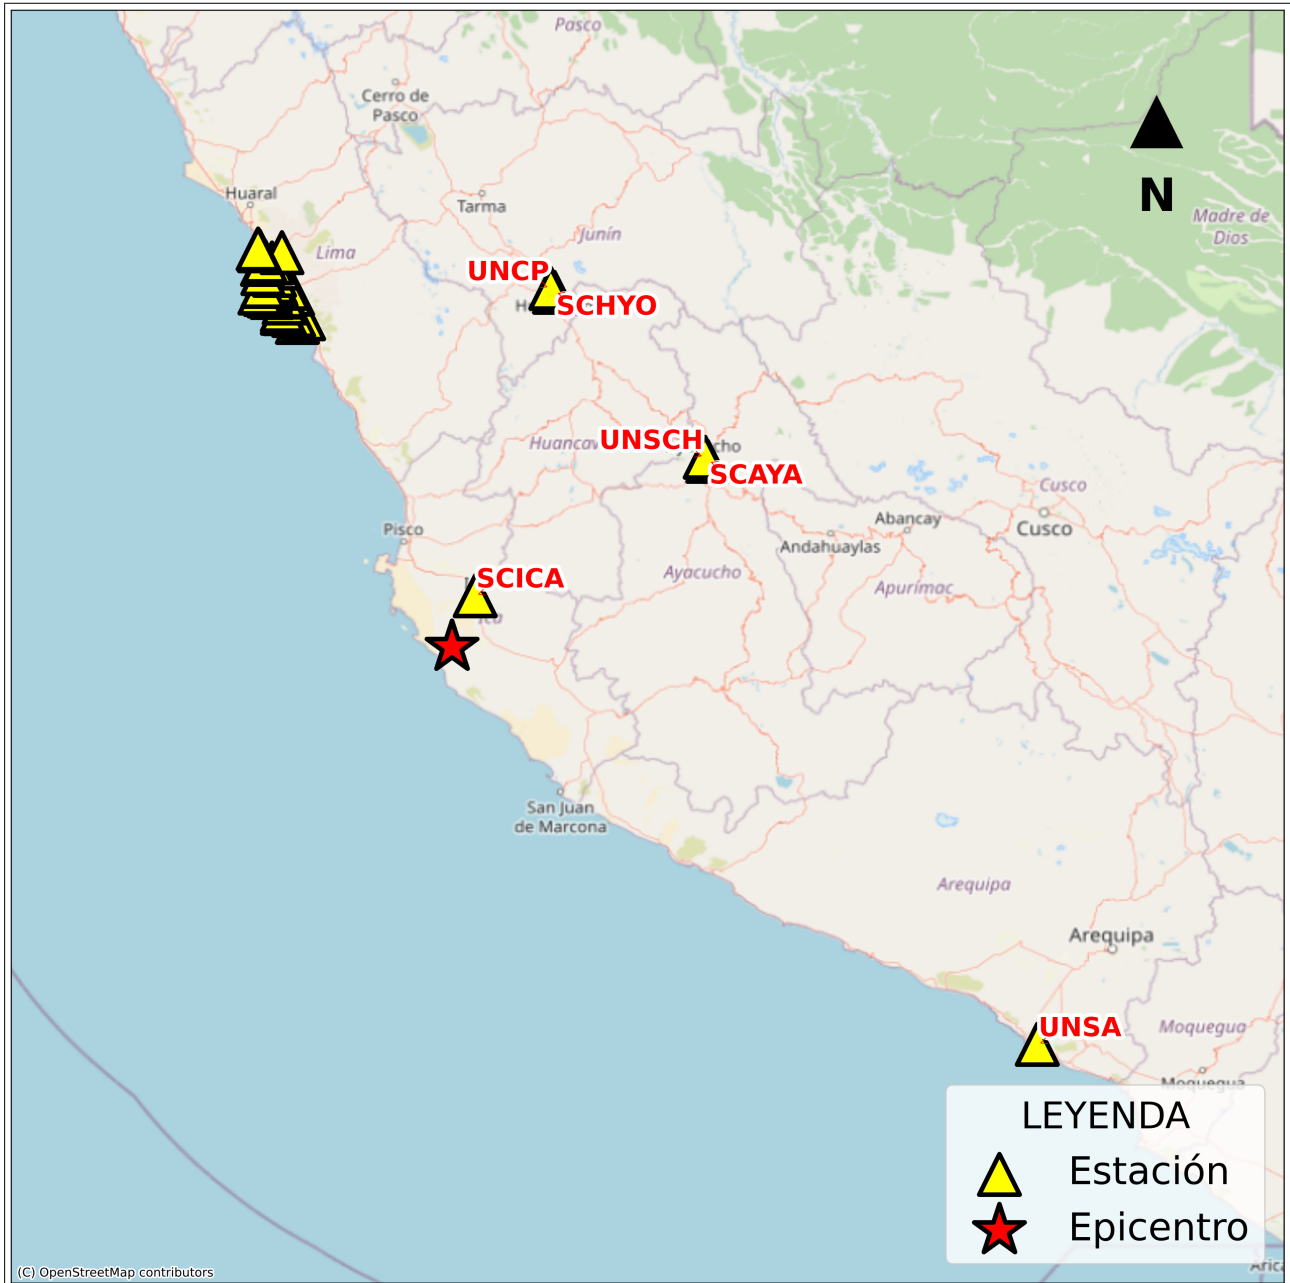 Pasco
Cerro de
Pasco
N
Huaral
Tarma
Madre de
Dios
Junín
Lima
UNCP
SCHYO
UNSCH
SCAYA
Cusco
Pisco
Abancay
Cusco
Andahuaylas
SCICA
Ayacucho
Apurímac
San Juan
de Marcona
Arequipa
Arequipa
UNSA
Moquegua
Moquegua
LEYENDA
Estación
Epicentro
(C) OpenStreetMap contributors